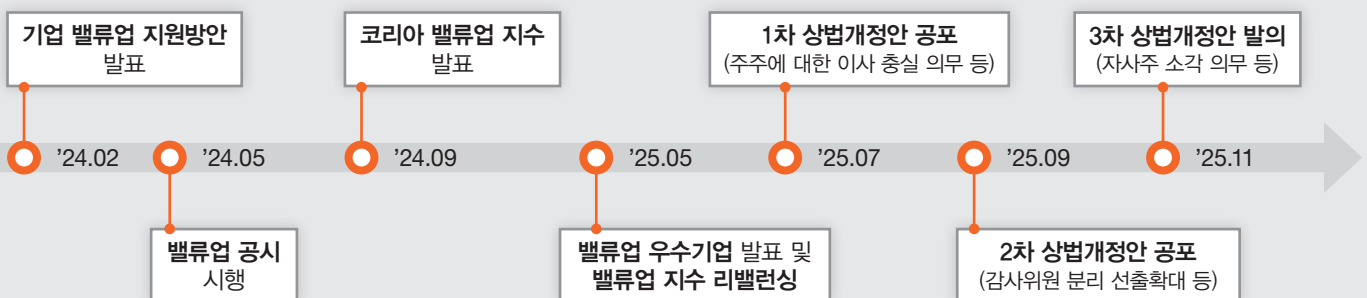 기업 밸류업 지원방안
발표
코리아 밸류업 지수
발표
1차 상법개정안 공포
(주주에 대한 이사 충실 의무 등)
3차 상법개정안 발의
(자사주 소각 의무 등)
’24.02
’24.05
’24.09
’25.05
’25.07
’25.09
’25.11
밸류업 공시
시행
밸류업 우수기업 발표 및
밸류업 지수 리밸런싱
2차 상법개정안 공포
(감사위원 분리 선출확대 등)